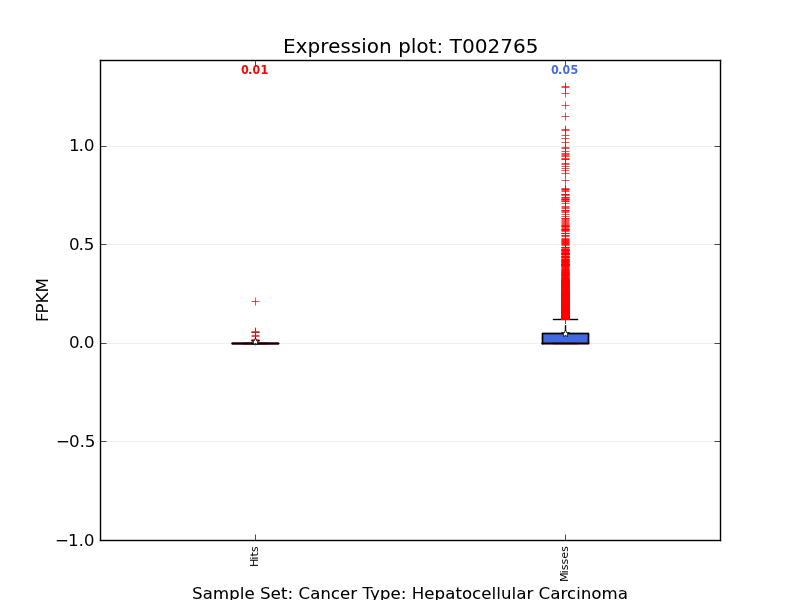 Expression plot: T002765
0.01
0.05
1.0
0.5
0.0
−0.5
−1.0
FPKM
Hits
Misses
Sample Set: Cancer Type: Hepatocellular Carcinoma